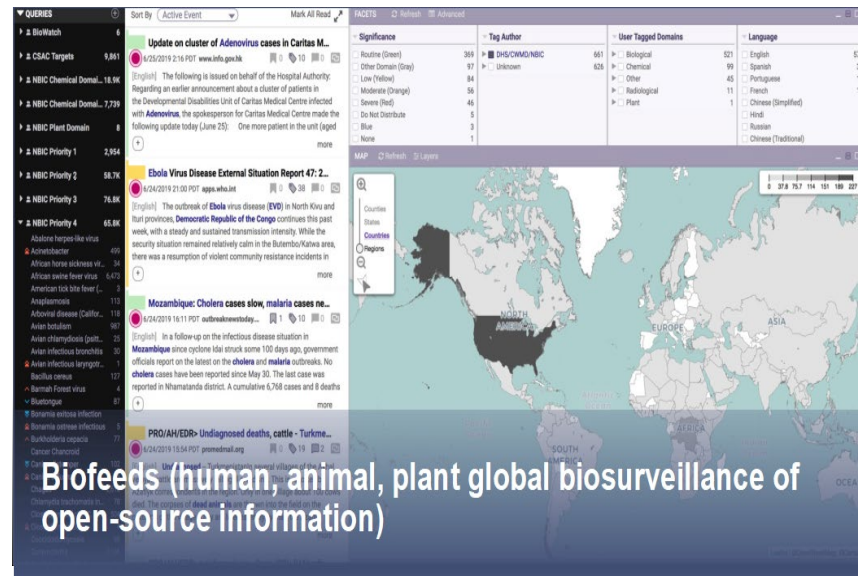 QUERIES
BioWatch 6
CSAC Targets 9,861
NBIC Chemical Domai... 18.9K
NBIC Chemical Domai... 7,739
NBIC Plant Domain 8
NBIC Priority 1 2,954
NBIC Priority 2 58.7K
NBIC Priority 3 76.8K
NBIC Priority 4 65.8K
Abalone herpes-like virus
Acinetobacter 499
African horse sickness vir... 34
African swine fever virus 6,473
American tick bite fever (... 3
Anaplasmosis 113
Arboviral disease (Califor... 118
Avian botulism 987
Avian chlamydiosis (psitt... 25
Avian infectious bronchitis 30
Avian infectious laryngotr... 1
Bacillus cereus 127
Barmah Forest virus 4
Bluetongue 87
Bonamia exitosa infection
Bonamia ostreae infectious 5
Burkholderia cepacia 77
Cancer Chancroid
Sort By Active Event Mark All Read
Update on cluster of Adenovirus cases in Caritas M...
6/25/2019 2:16 PDT www.info.gov.hk 0 10 0
[English] The following is issued on behalf of the Hospital Authority:
Regarding an earlier announcement about a cluster of patients in
the Developmental Disabilities Unit of Caritas Medical Centre infected
with Adenovirus, the spokesperson for Caritas Medical Centre made the
following update today (June 25): One more patient in the unit (aged
more
Ebola Virus Disease External Situation Report 47: 2...
6/24/2019 21:00 PDT apps.who.int 0 38 0
[English] The outbreak of Ebola virus disease (EVD) in North Kivu and
Ituri provinces, Democratic Republic of the Congo continues this past
week, with a steady and sustained transmission intensity. While the
security situation remained relatively calm in the Butembo/Katwa area,
there was a resumption of violent community resistance incidents in
more
Mozambique: Cholera cases slow, malaria cases ne...
6/24/2019 16:11 PDT outbreaknewstoday... 1 10 0
[English] In a follow-up on the infectious disease situation in
Mozambique since cyclone Idai struck some 100 days ago, government
officials report on the latest on the cholera and malaria outbreaks. No
cholera cases have been reported since May 30. The last case was
reported in Nhamatanda district. A cumulative 6,768 cases and 8 deaths
more
PRO/AH/EDR> Undiagnosed deaths, cattle - Turkme...
6/24/2019 15:54 PDT promedmail.org 0 19 2
FACETS Refresh Advanced
Significance
Routine (Green) 369
Other Domain (Gray) 97
Low (Yellow) 84
Moderate (Orange) 56
Severe (Red) 46
Do Not Distribute 5
Blue 3
None 1
Tag Author
DHS/CWMD/NBIC 661
Unknown 626
User Tagged Domains
Biological 521
Chemical 99
Other 45
Radiological 11
Plant 1
Language
English
Spanish
Portuguese
French
Chinese (Simplified)
Hindi
Russian
Chinese (Traditional)
MAP Refresh Layers
Counties
States
Countries
Regions
0 37.8 75.7 114 151 189 227
NORTH
AMERICA
EUROPE
ASIA
AFRICA
SOUTH
AMERICA
OCEA
Biofeeds (human, animal, plant global biosurveillance of
open-source information)